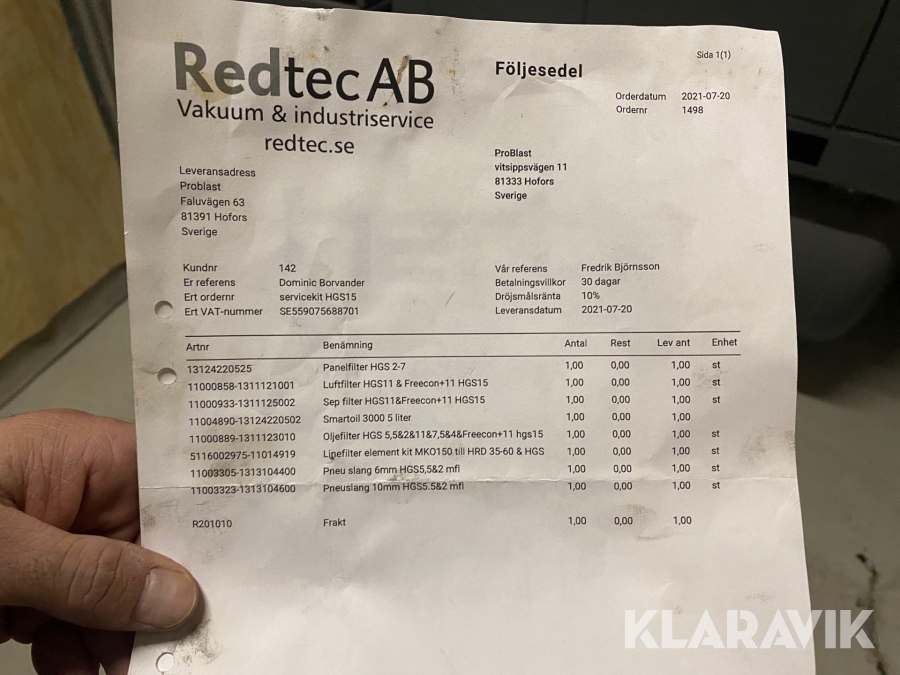 Redtec AB
Vakuum & industriservice
redtec.se
Följesedel
Sida 1(1)
Orderdatum 2021-07-20
Ordernr 1498
Leveransadress
Problast
Faluvägen 63
81391 Hofors
Sverige
ProBlast
vitsippsvägen 11
81333 Hofors
Sverige
Kundnr 142
Er referens Dominic Borvander
Ert ordernr servicekit HGS15
Ert VAT-nummer SE559075688701
Vår referens Fredrik Björnsson
Betalningsvillkor 30 dagar
Dröjsmålsränta 10%
Leveransdatum 2021-07-20
Artnr Benämning Antal Rest Lev ant Enhet
13124220525 Panelfilter HGS 2-7 1,00 0,00 1,00 st
11000858-1311121001 Luftfilter HGS11 & Freecon+11 HGS15 1,00 0,00 1,00 st
11000933-1311125002 Sep filter HGS11&Freecon+11 HGS15 1,00 0,00 1,00 st
11004890-13124220502 Smartoil 3000 5 liter 1,00 0,00 1,00
11000889-1311123010 Oljefilter HGS 5,5&2&11&7,5&4&Freecon+11 hgs15 1,00 0,00 1,00 st
5116002975-11014919 Linefilter element kit MKO150 till HRD 35-60 & HGS 1,00 0,00 1,00 st
11003305-1313104400 Pneu slang 6mm HGS5,5&2 mfl 1,00 0,00 1,00 st
11003323-1313104600 Pneuslang 10mm HGS5.5&2 mfl 1,00 0,00 1,00 st
R201010 Frakt 1,00 0,00 1,00
KLARAVIK